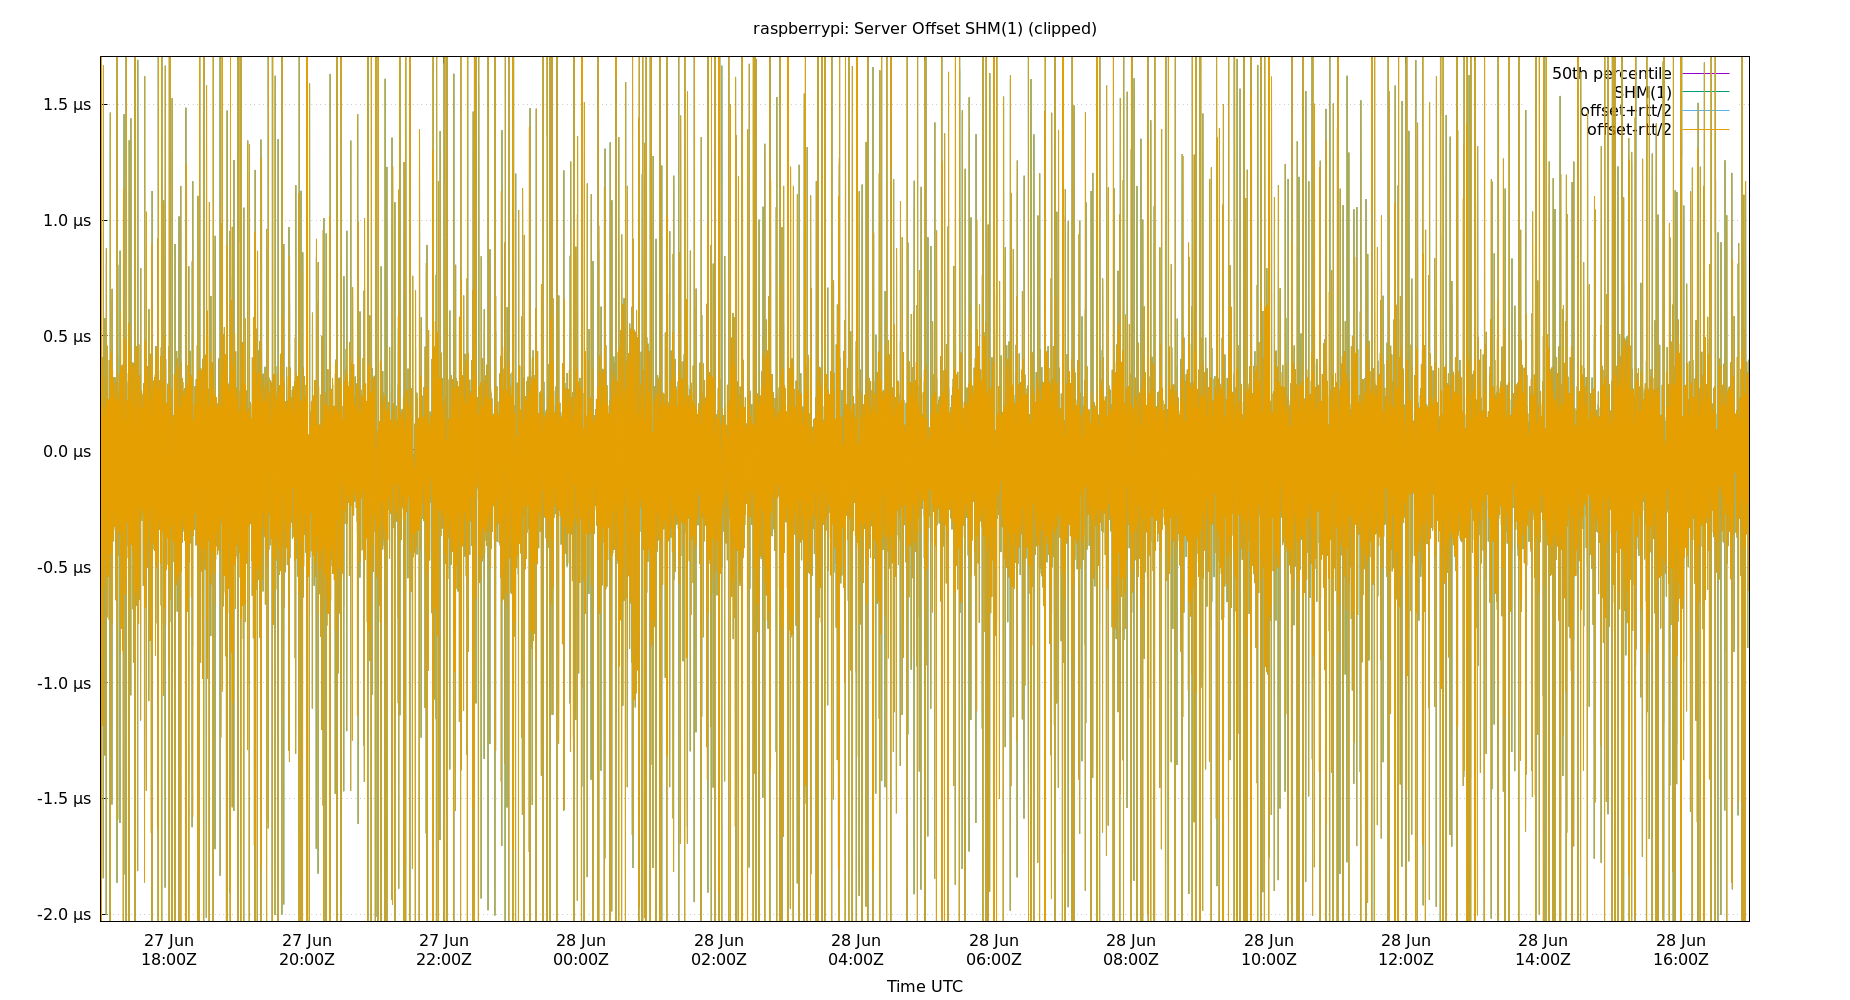 raspberrypi: Server Offset SHM(1) (clipped)
50th percentile
SHM(1)
offset+rtt/2
offset-rtt/2
1.5 µs
1.0 µs
0.5 µs
0.0 µs
-0.5 µs
-1.0 µs
-1.5 µs
-2.0 µs
27 Jun 27 Jun 27 Jun 28 Jun 28 Jun 28 Jun 28 Jun 28 Jun 28 Jun 28 Jun 28 Jun 28 Jun
18:00Z 20:00Z 22:00Z 00:00Z 02:00Z 04:00Z 06:00Z 08:00Z 10:00Z 12:00Z 14:00Z 16:00Z
Time UTC